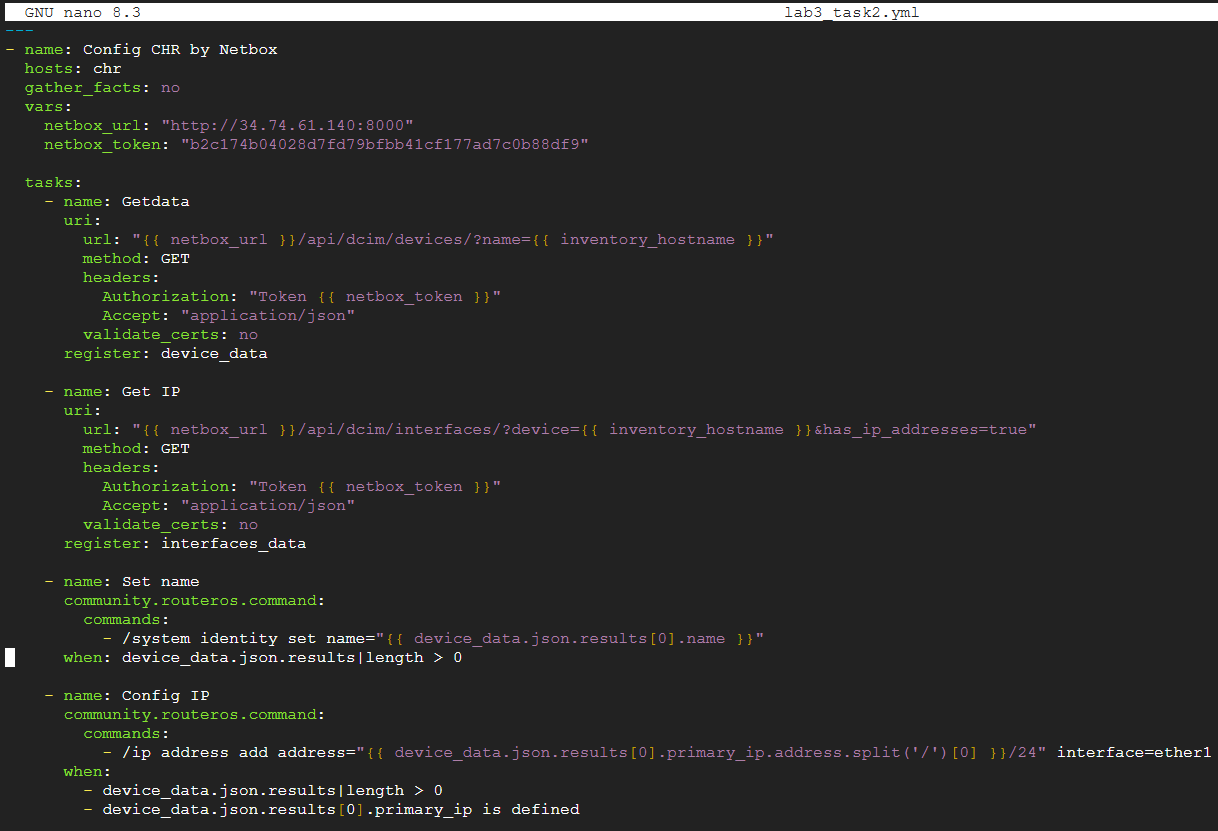 GNU nano 8.3 lab3_task2.yml
---
- name: Config CHR by Netbox
  hosts: chr
  gather_facts: no
  vars:
    netbox_url: "http://34.74.61.140:8000"
    netbox_token: "b2c174b04028d7fd79bfbb41cf177ad7c0b88df9"

  tasks:
    - name: Getdata
      uri:
        url: "{{ netbox_url }}/api/dcim/devices/?name={{ inventory_hostname }}"
        method: GET
        headers:
          Authorization: "Token {{ netbox_token }}"
          Accept: "application/json"
        validate_certs: no
      register: device_data

    - name: Get IP
      uri:
        url: "{{ netbox_url }}/api/dcim/interfaces/?device={{ inventory_hostname }}&has_ip_addresses=true"
        method: GET
        headers:
          Authorization: "Token {{ netbox_token }}"
          Accept: "application/json"
        validate_certs: no
      register: interfaces_data

    - name: Set name
      community.routeros.command:
        commands:
          - /system identity set name="{{ device_data.json.results[0].name }}"
      when: device_data.json.results|length > 0

    - name: Config IP
      community.routeros.command:
        commands:
          - /ip address add address="{{ device_data.json.results[0].primary_ip.address.split('/')[0] }}/24" interface=ether1
      when:
        - device_data.json.results|length > 0
        - device_data.json.results[0].primary_ip is defined